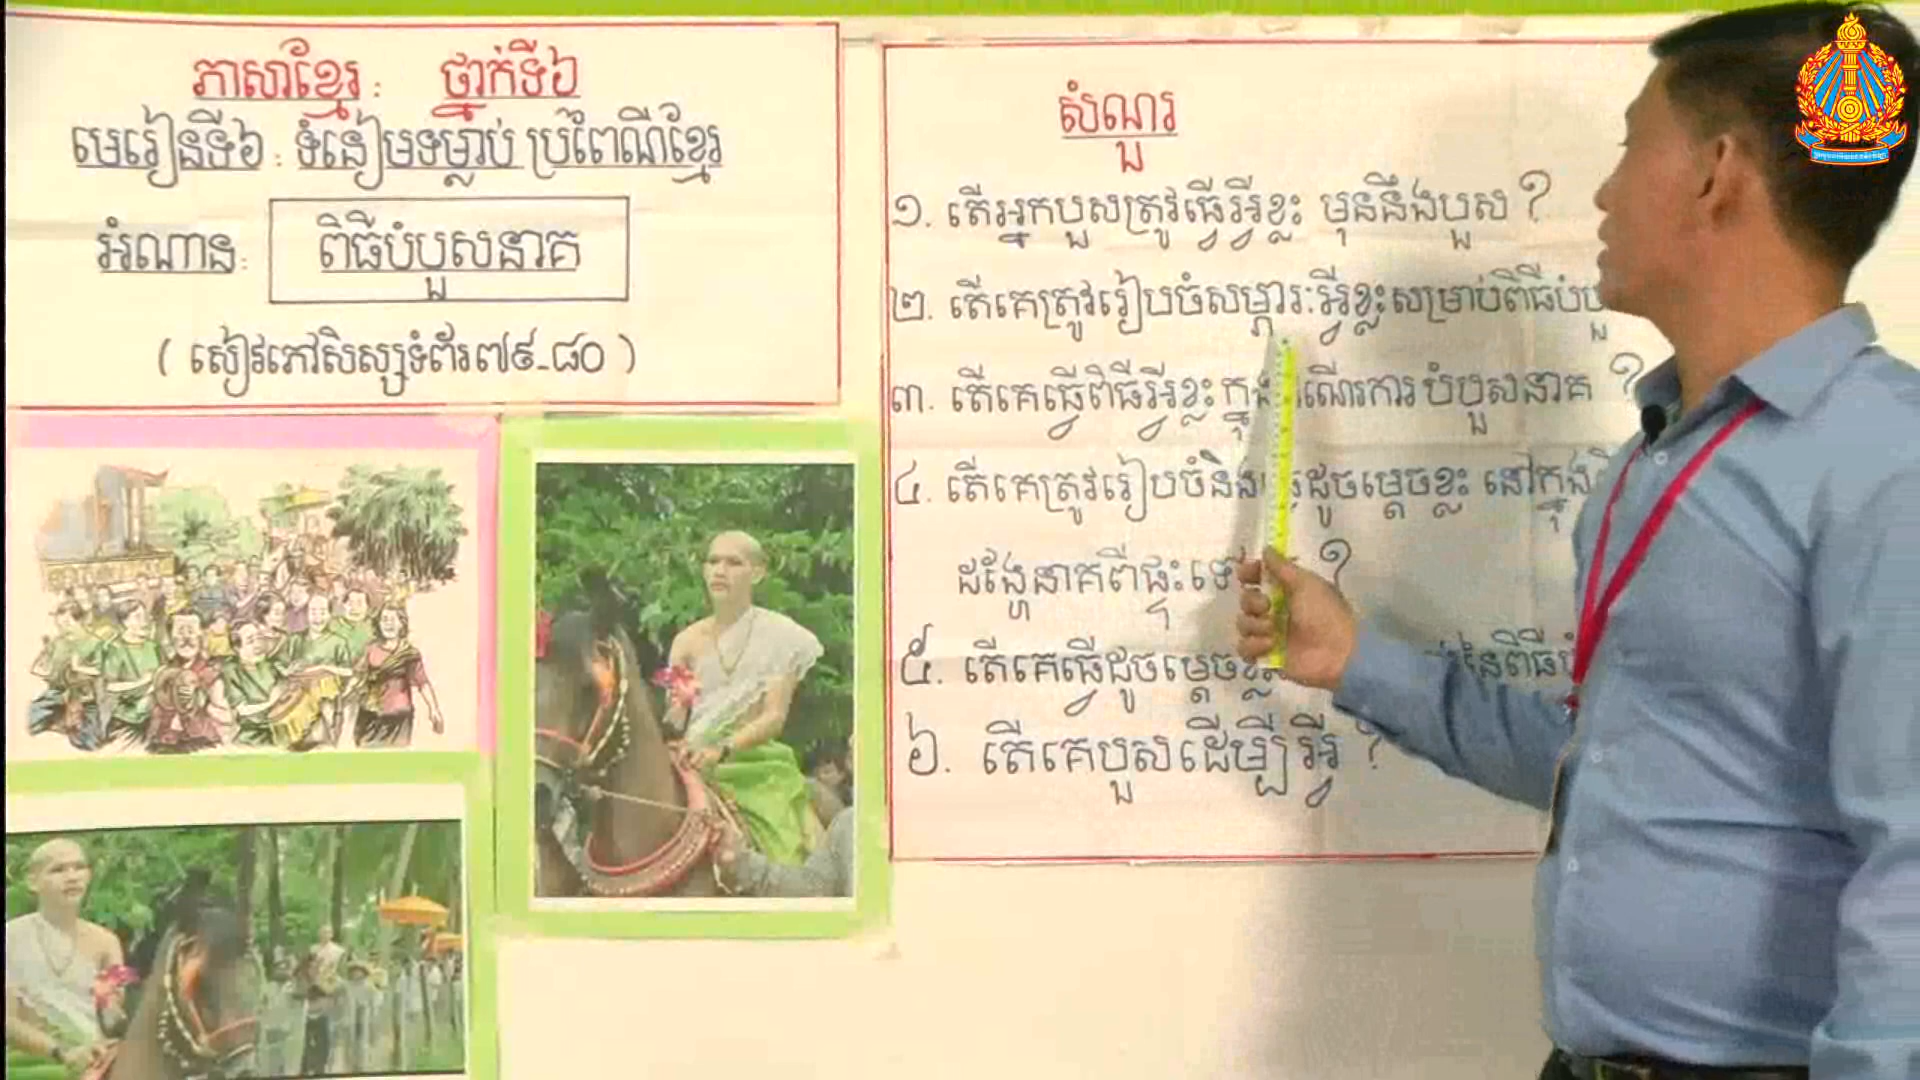 ភាសាខ្មែរ : ថ្នាក់ទី៦
មេរៀនទី៦ : ទំនៀមទម្លាប់ ប្រពៃណីខ្មែរ
អំណាន: ពិធីបំបួសនាគ
( សៀវភៅសិស្សទំព័រ៧៩-៨០ )
សំណួរ
១. តើអ្នកបួសត្រូវធ្វើអ្វីខ្លះ មុននឹងបួស ?
២. តើគេត្រូវរៀបចំសម្ភារៈអ្វីខ្លះសម្រាប់ពិធី
៣. តើគេធ្វើពិធីអ្វីខ្លះ ការបំបួសនាគ ?
៤. តើគេត្រូវរៀបចំនិង ដូចម្ដេចខ្លះ នៅក្នុង
ដង្ហែនាគពីផ្ទះទៅ ?
៥. តើគេធ្វើដូចម្ដេចខ្លះ នៃពិធី
៦. តើគេបួសដើម្បីអ្វី ?